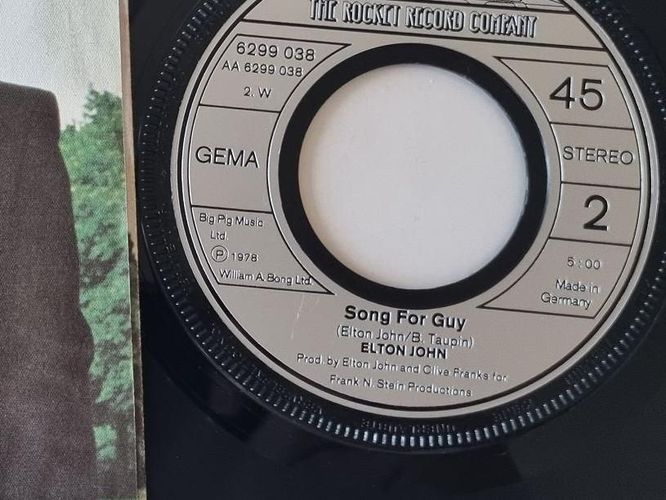 THE ROCKET RECORD COMPANY
6299 038
AA 6299 038
2. W
45
GEMA
STEREO
2
Big Pig Music
Ltd.
Ⓟ 1978
William A. Bong Ltd.
5:00
Made in
Germany
Song For Guy
(Elton John/B. Taupin)
ELTON JOHN
Prod. by Elton John and Clive Franks for
Frank N. Stein Productions